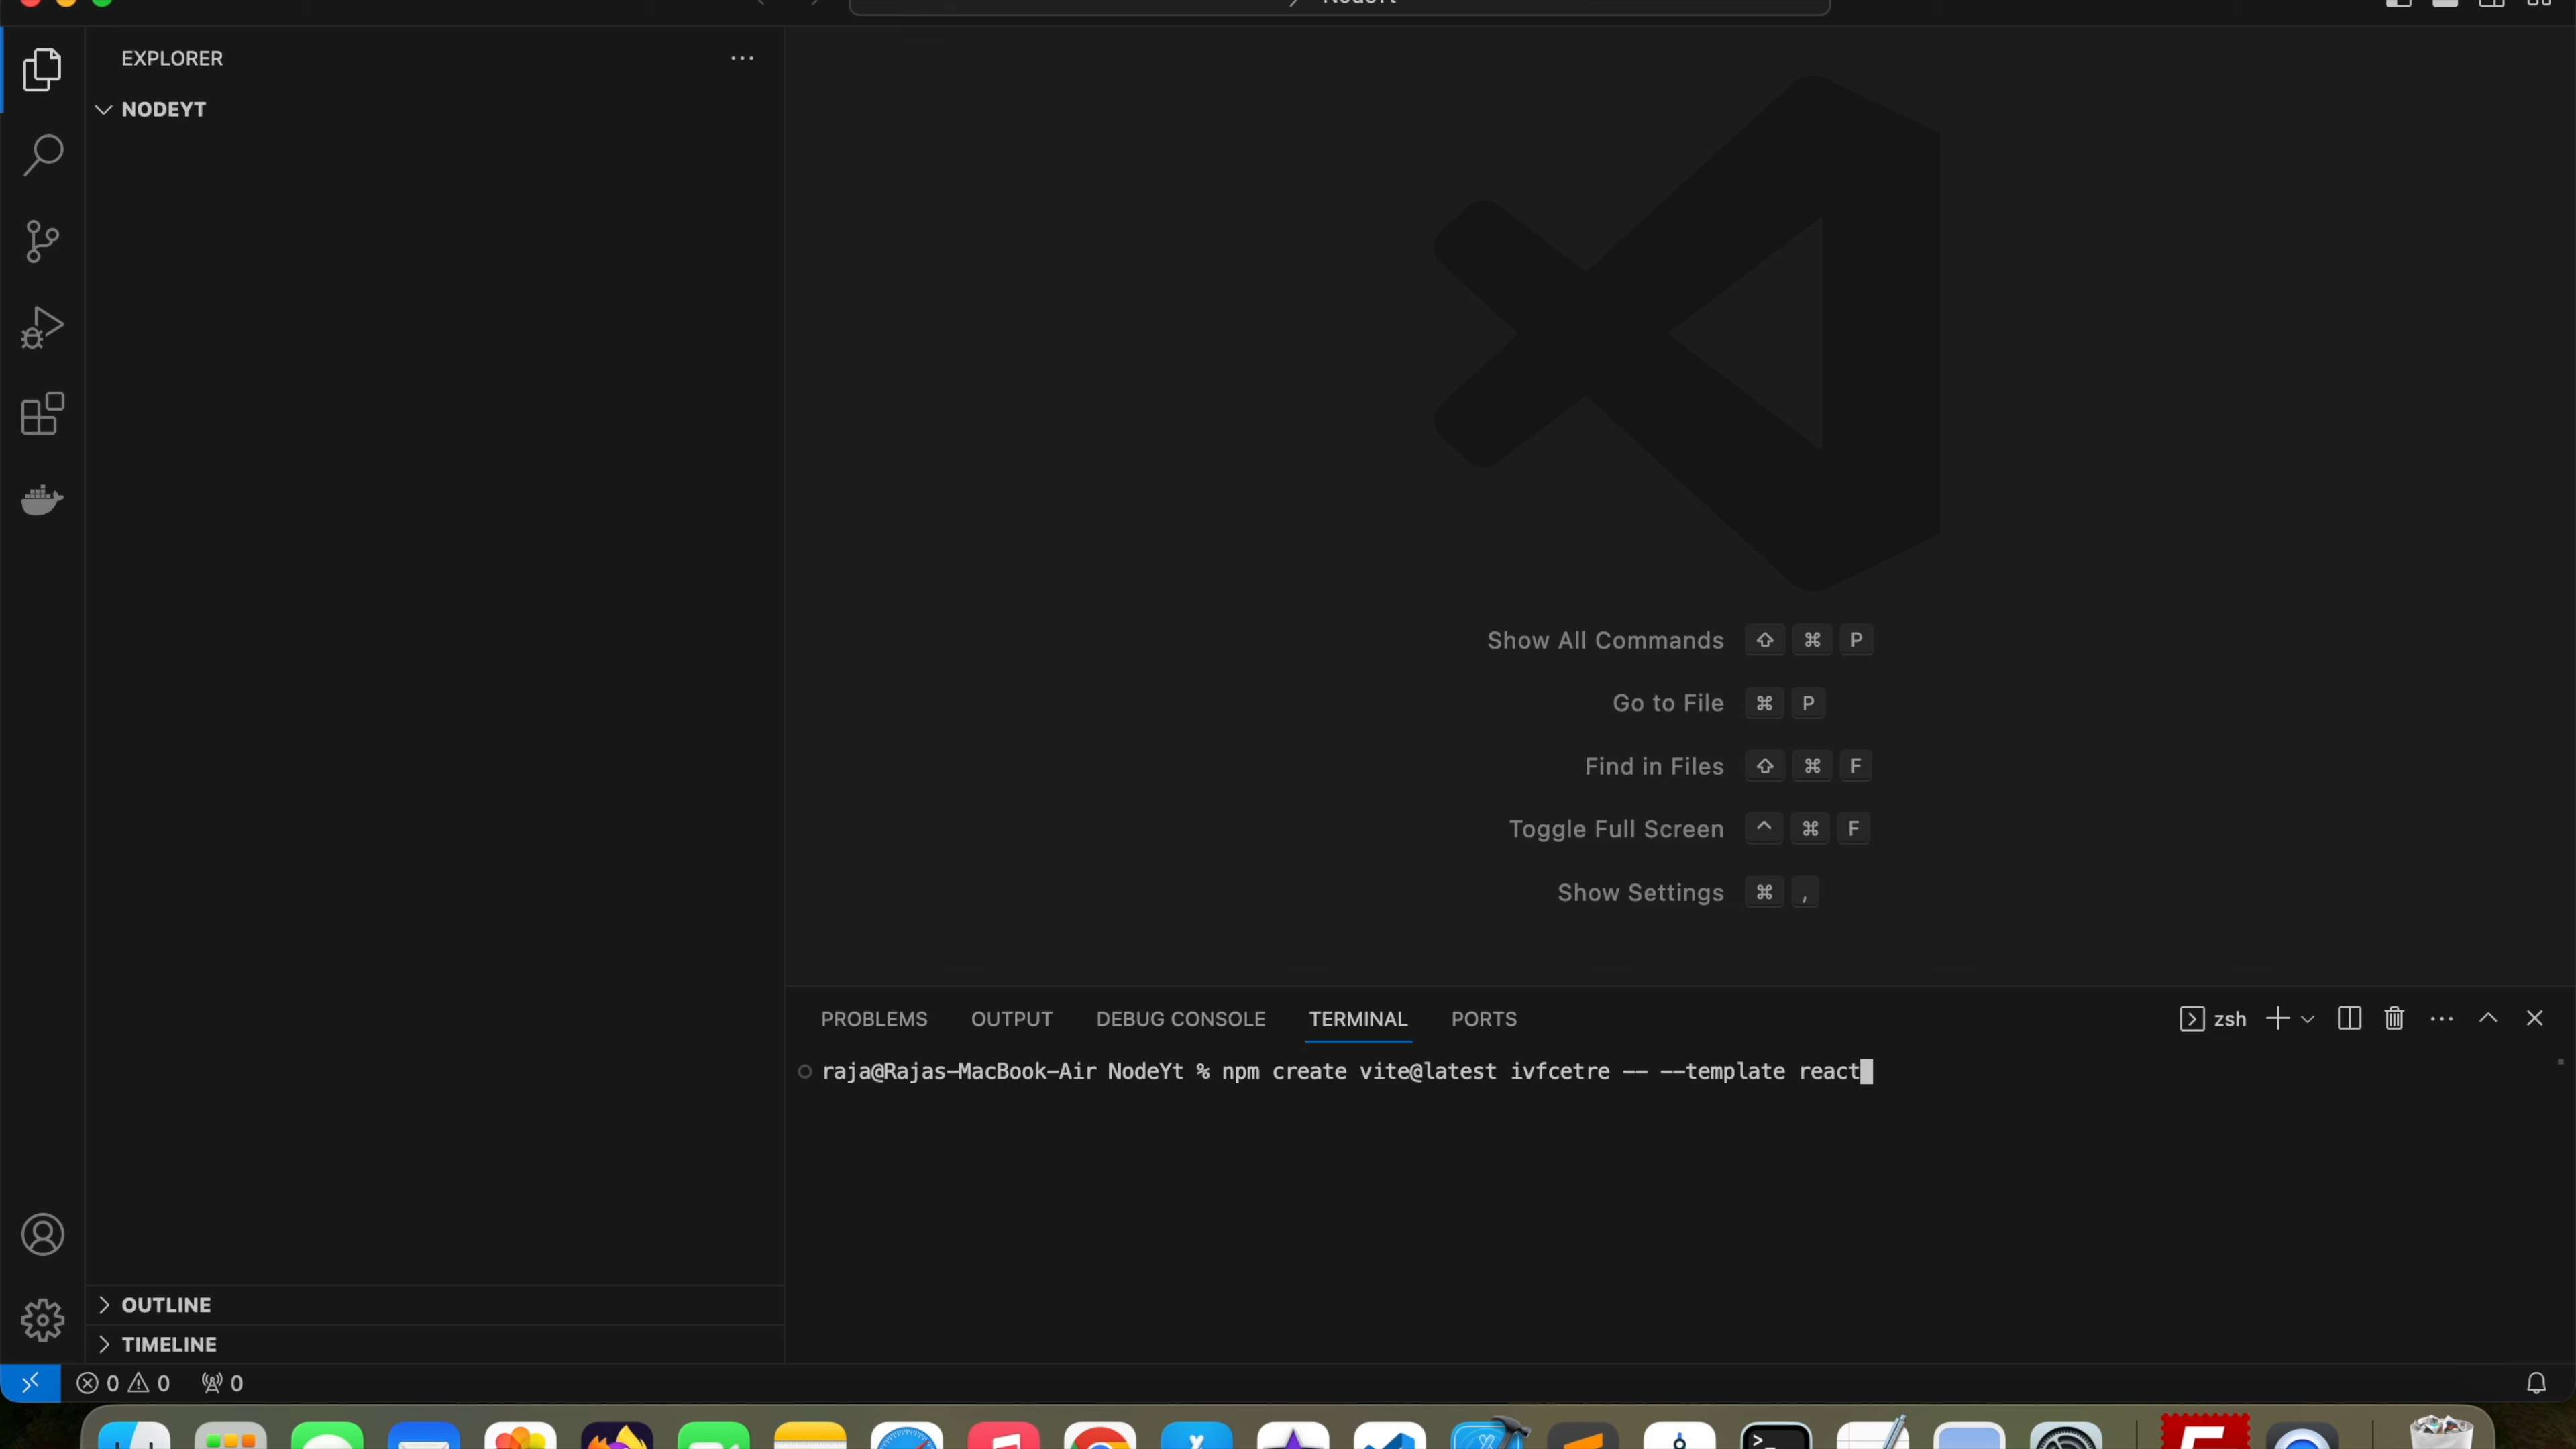 EXPLORER
NODEYT
Show All Commands ⇧ ⌘ P
Go to File ⌘ P
Find in Files ⇧ ⌘ F
Toggle Full Screen ^ ⌘ F
Show Settings ⌘ ,
PROBLEMS OUTPUT DEBUG CONSOLE TERMINAL PORTS zsh
raja@Rajas-MacBook-Air NodeYt % npm create vite@latest ivfcetre -- --template react
OUTLINE
TIMELINE
0 0 0